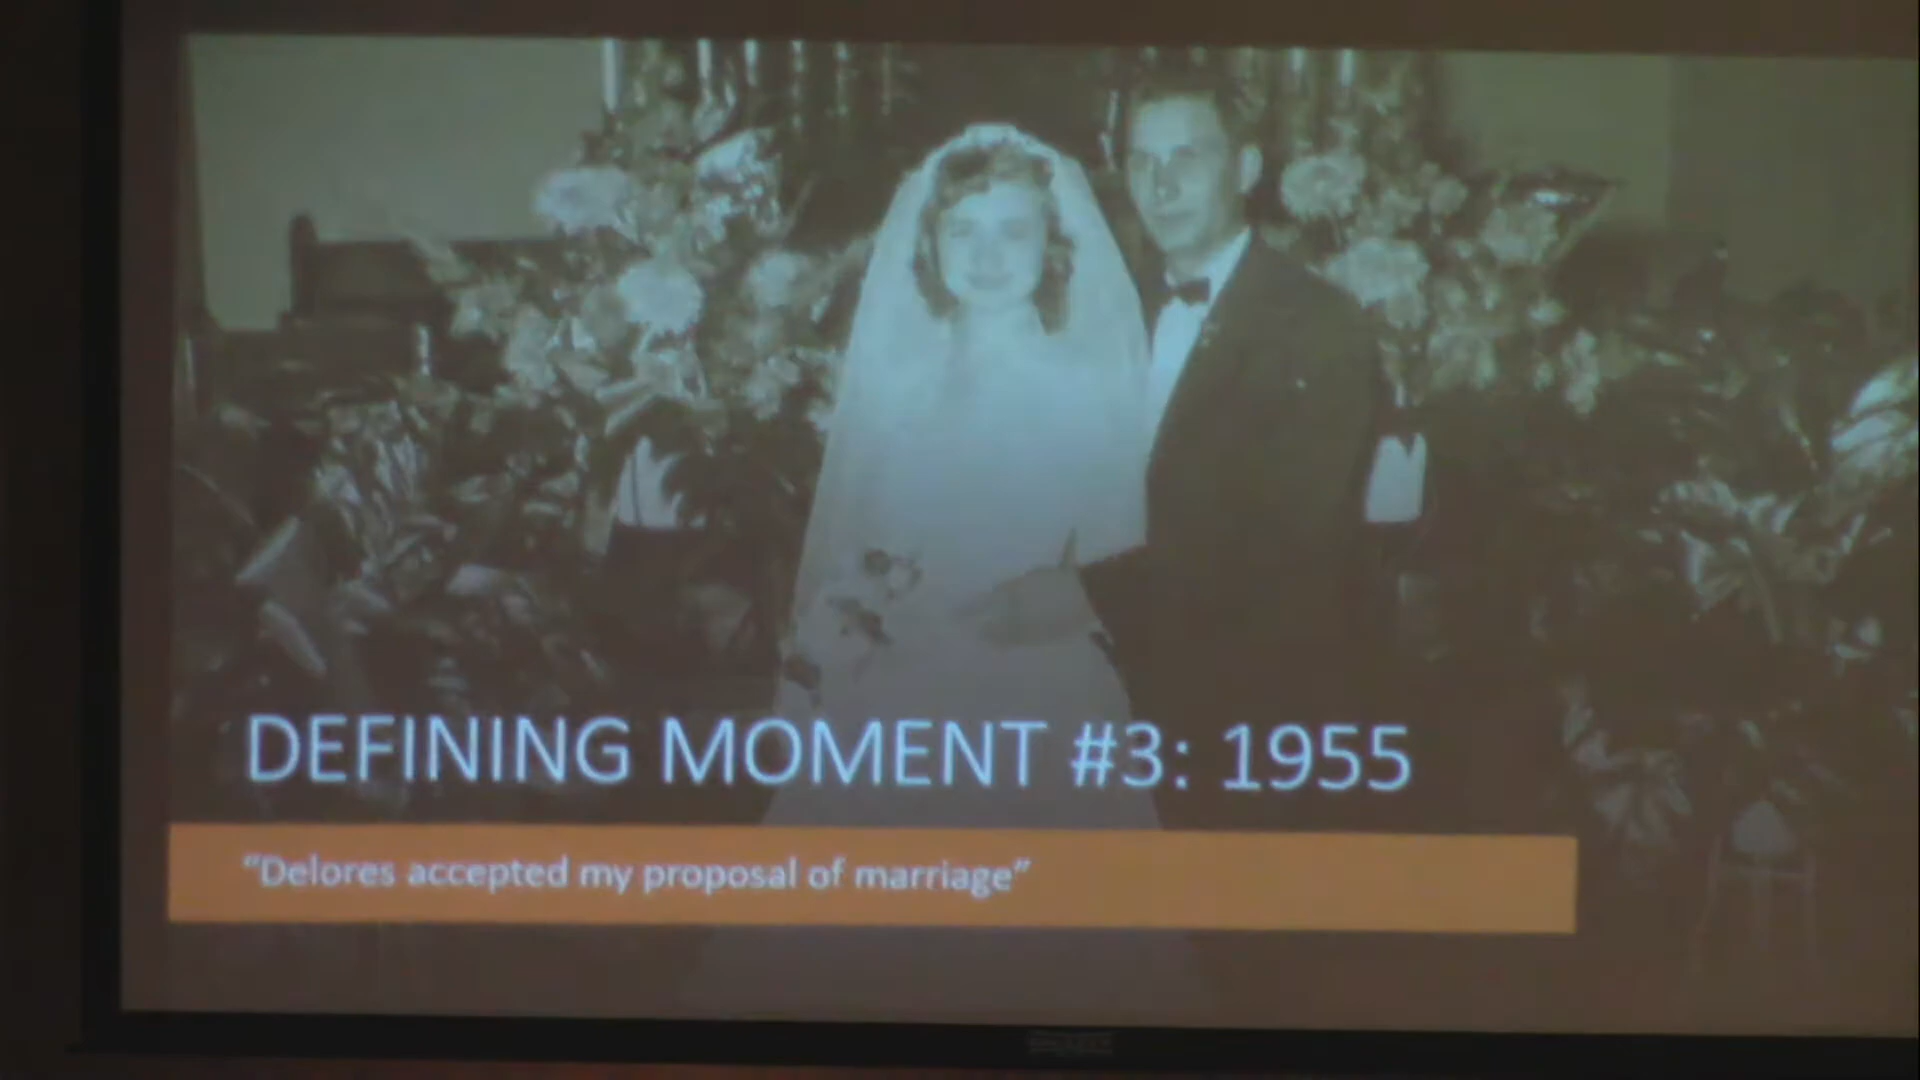 DEFINING MOMENT #3: 1955
“Delores accepted my proposal of marriage”